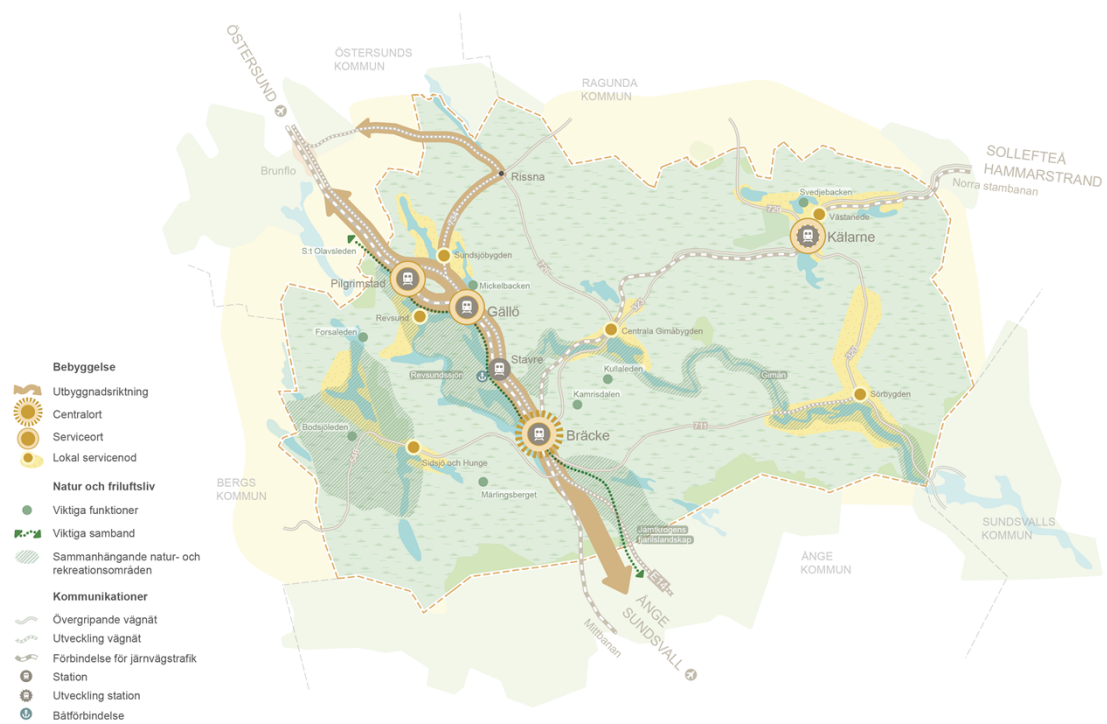 ÖSTERSUND
ÖSTERSUNDS
KOMMUN
RAGUNDA
KOMMUN
SOLLEFTEÅ
HAMMARSTRAND
Norra stambanan
Brunflo
Rissna
Svedjebacken
Västanede
Kälarne
S:t Olavsleden
Sundsjöbygden
Pilgrimstad
Mickelbacken
Gällö
Revsund
Forsaleden
Centrala Gimåbygden
Stavre
Revsundssjön
Kullaleden
Gimån
Kamrisdalen
Sörbygden
Bodsjöleden
Bräcke
711
Sidsjö och Hunge
Märlingsberget
BERGS
KOMMUN
Jämtkrogens
fjärilslandskap
SUNDSVALLS
KOMMUN
ÅNGE
KOMMUN
E14
ÅNGE
SUNDSVALL
Mittbanan
Bebyggelse
Utbyggnadsriktning
Centralort
Serviceort
Lokal servicenod
Natur och friluftsliv
Viktiga funktioner
Viktiga samband
Sammanhängande natur- och
rekreationsområden
Kommunikationer
Övergripande vägnät
Utveckling vägnät
Förbindelse för järnvägstrafik
Station
Utveckling station
Båtförbindelse